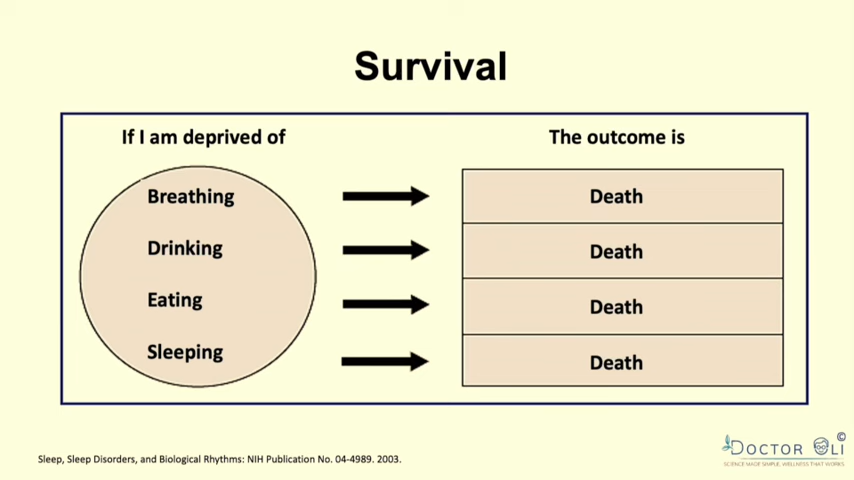 Survival
If I am deprived of
The outcome is
Breathing
Death
Drinking
Death
Eating
Death
Sleeping
Death
Sleep, Sleep Disorders, and Biological Rhythms: NIH Publication No. 04-4989. 2003.
DOCTOR OLI ©
SCIENCE MADE SIMPLE. WELLNESS THAT WORKS